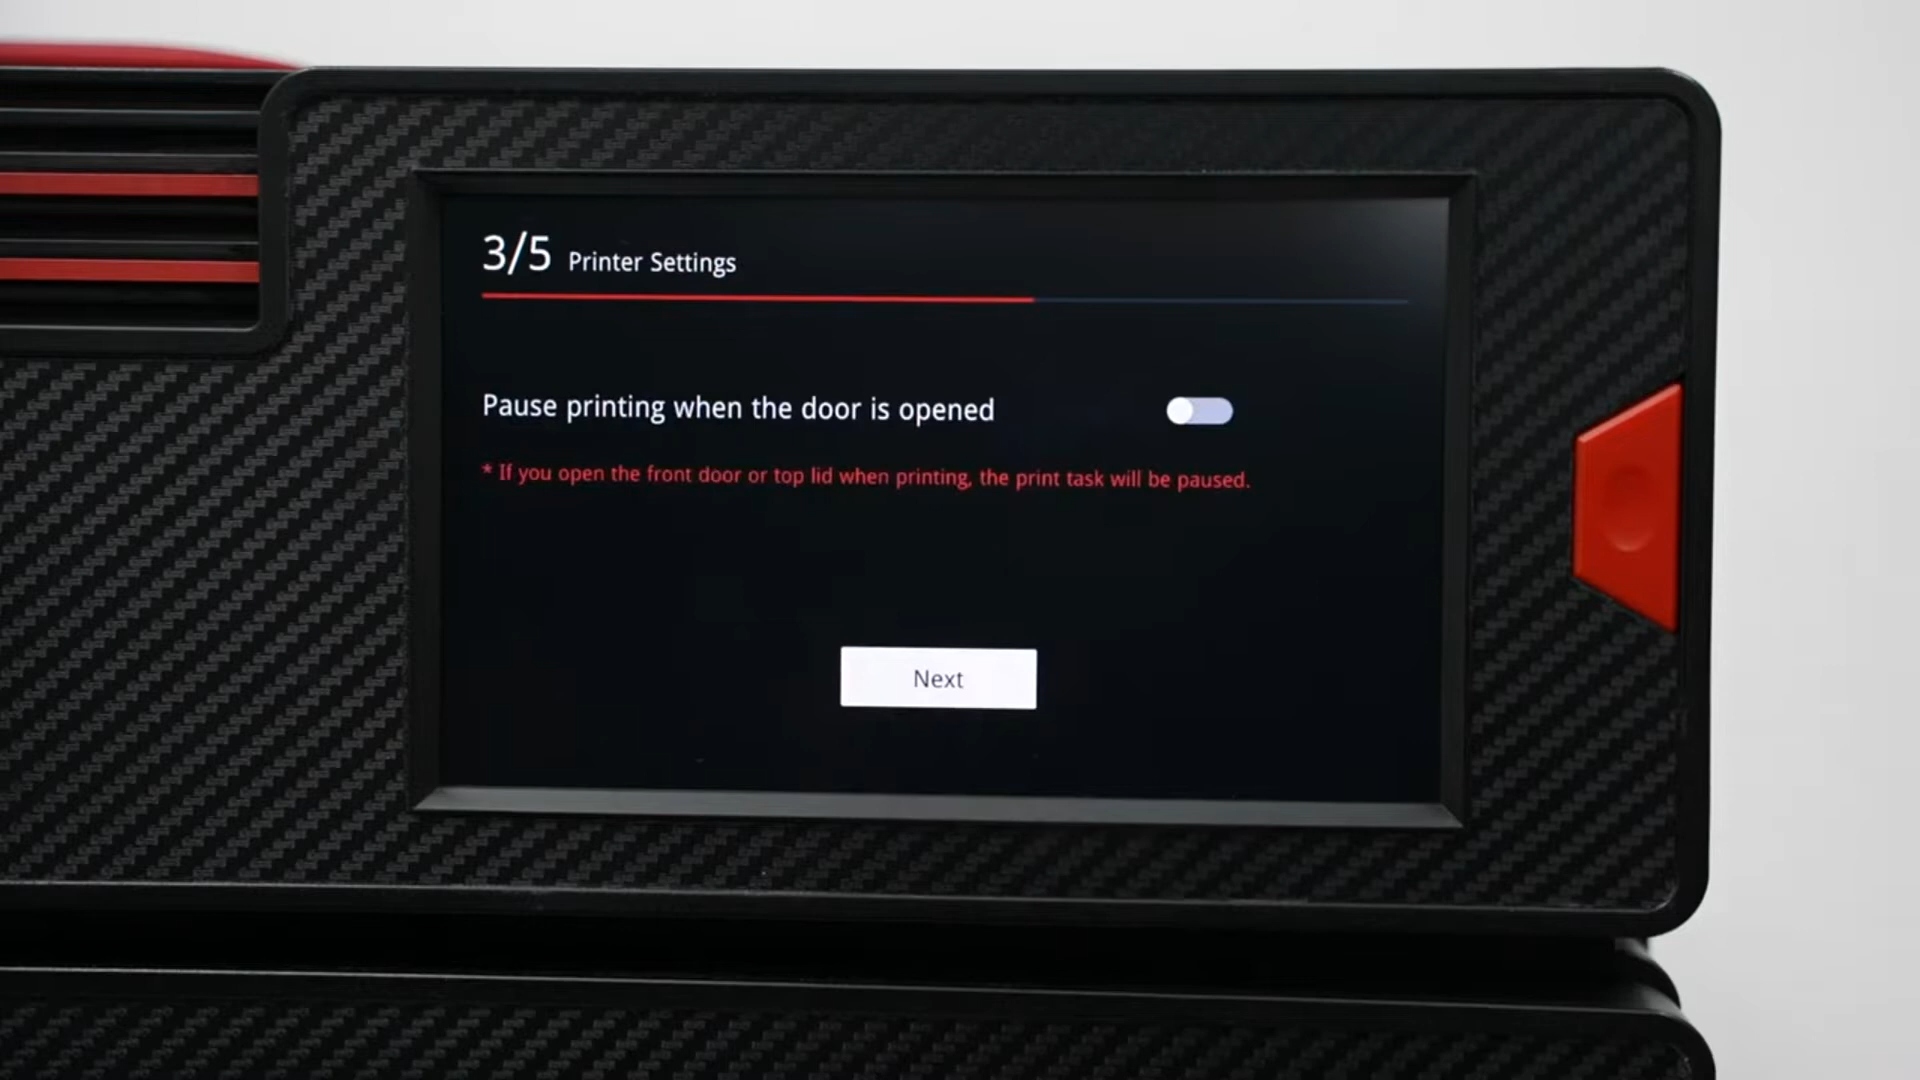 3/5 Printer Settings
Pause printing when the door is opened
* If you open the front door or top lid when printing, the print task will be paused.
Next